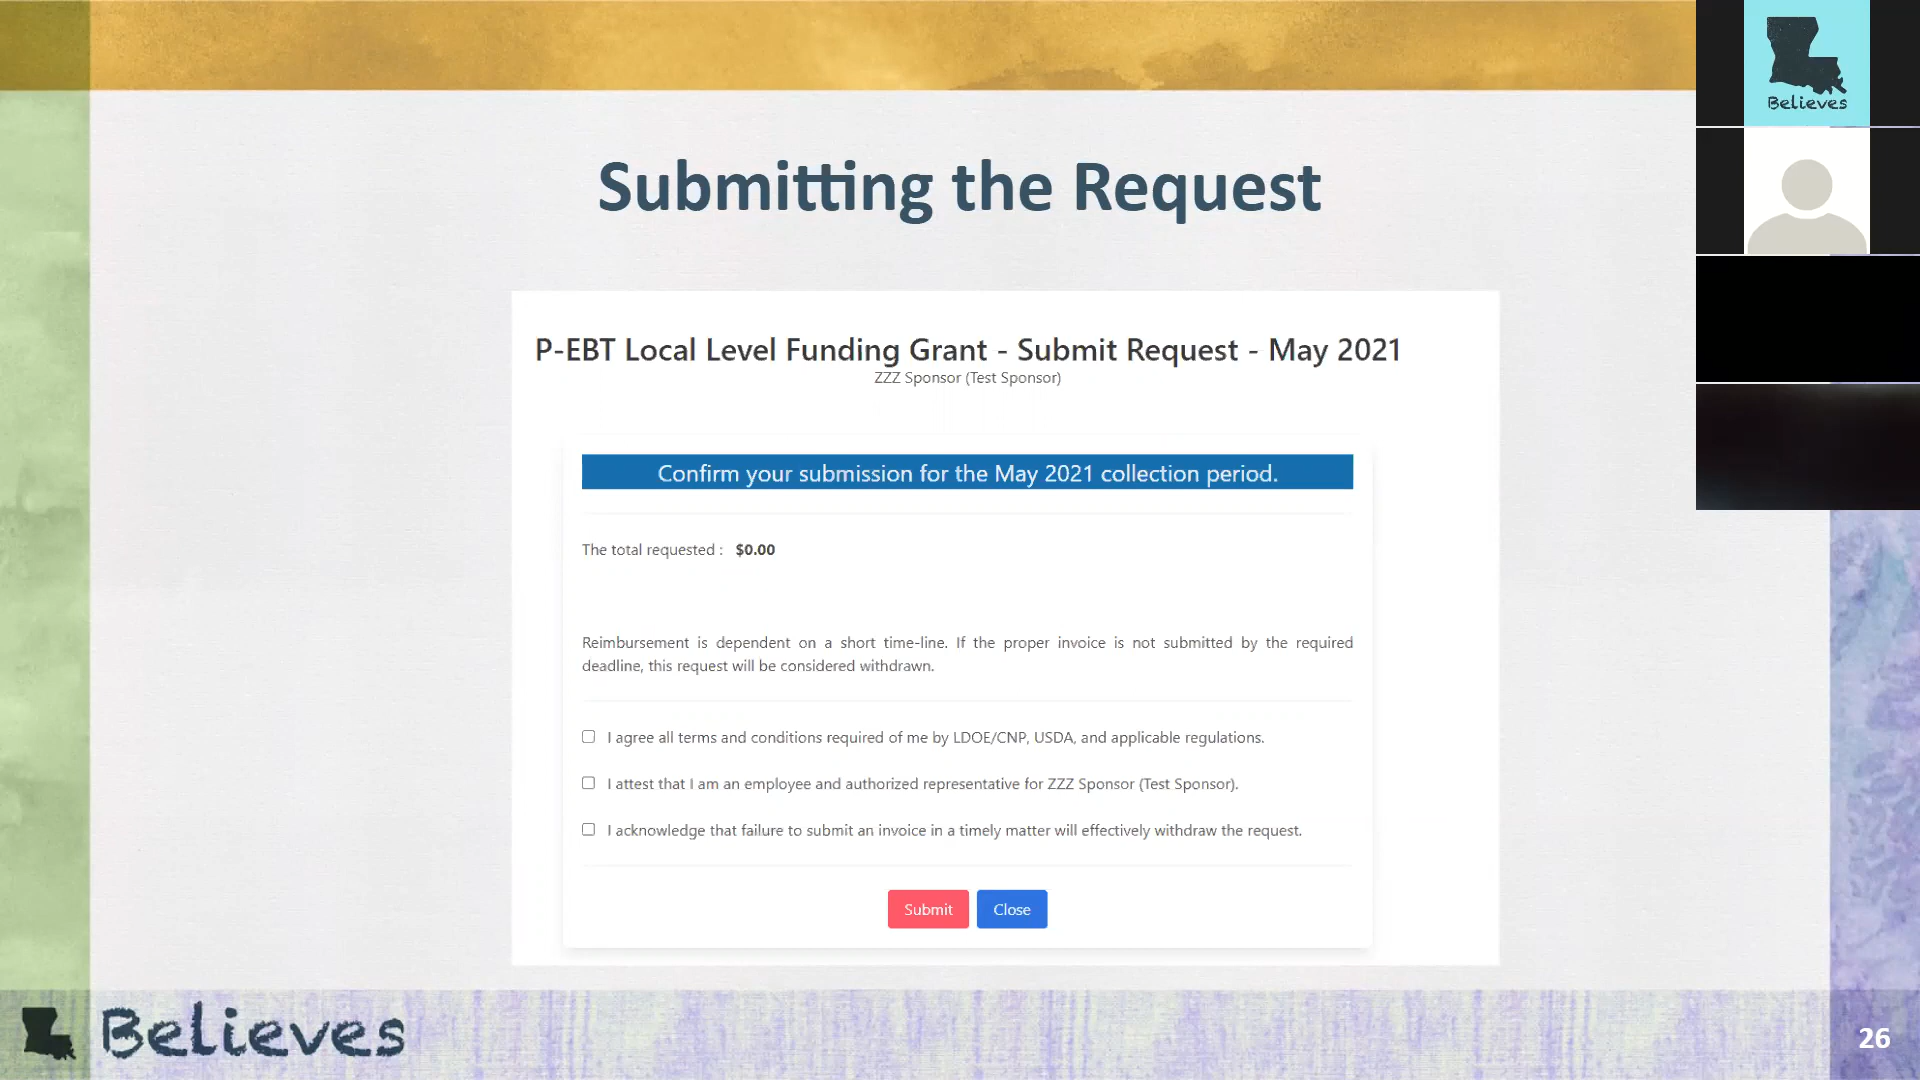 Believes
Submitting the Request
P-EBT Local Level Funding Grant - Submit Request - May 2021
ZZZ Sponsor (Test Sponsor)
Confirm your submission for the May 2021 collection period.
The total requested : $0.00
Reimbursement is dependent on a short time-line. If the proper invoice is not submitted by the required
deadline, this request will be considered withdrawn.
I agree all terms and conditions required of me by LDOE/CNP, USDA, and applicable regulations.
I attest that I am an employee and authorized representative for ZZZ Sponsor (Test Sponsor).
I acknowledge that failure to submit an invoice in a timely matter will effectively withdraw the request.
Submit Close
Believes
26